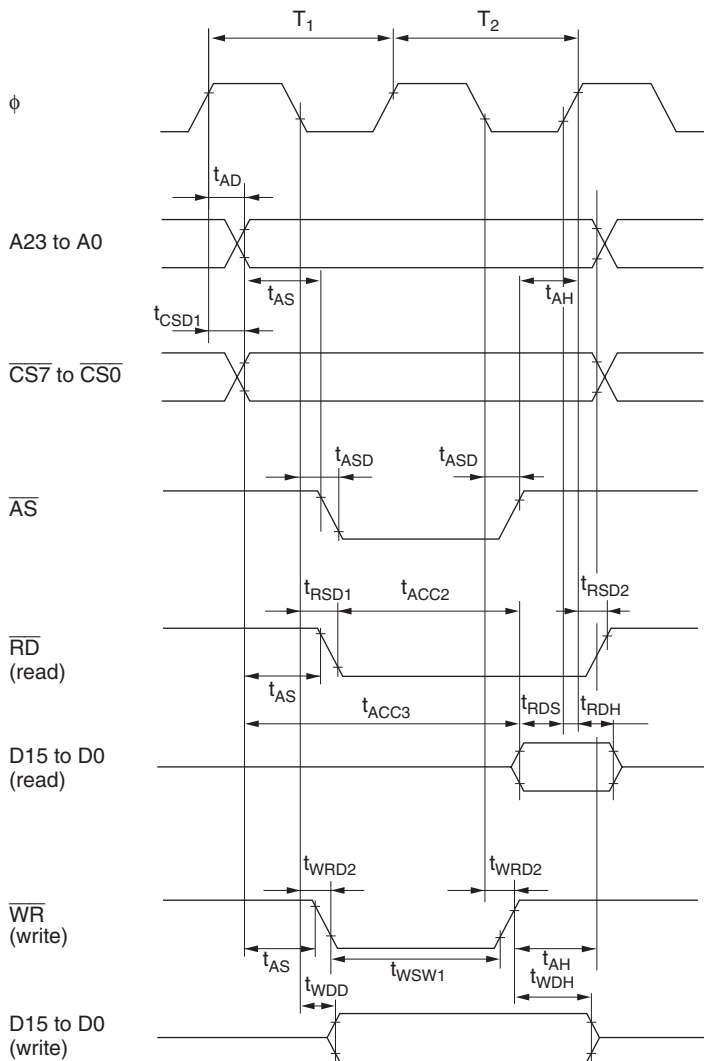 T1 T2
ϕ
tAD
A23 to A0
tAS tAH
tCSD1
CS7 to CS0
tASD tASD
AS
tRSD1 tACC2 tRSD2
RD
(read)
tAS
tACC3 tRDS tRDH
D15 to D0
(read)
tWRD2 tWRD2
WR
(write)
tAS tWSW1 tAH
tWDD tWDH
D15 to D0
(write)